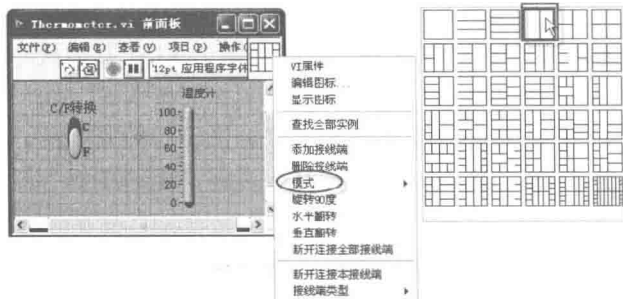 Thermometer.vi 前面板
文件(F) 编辑(E) 查看(V) 项目(P) 操作(
12pt 应用程序字体
C/F转换
C
F
温度计
100
80
60
40
20
0
VI属性
编辑图标...
显示图标
查找全部实例
添加接线端
删除接线端
模式
旋转90度
水平翻转
垂直翻转
断开连接全部接线端
断开连接本接线端
接线端类型